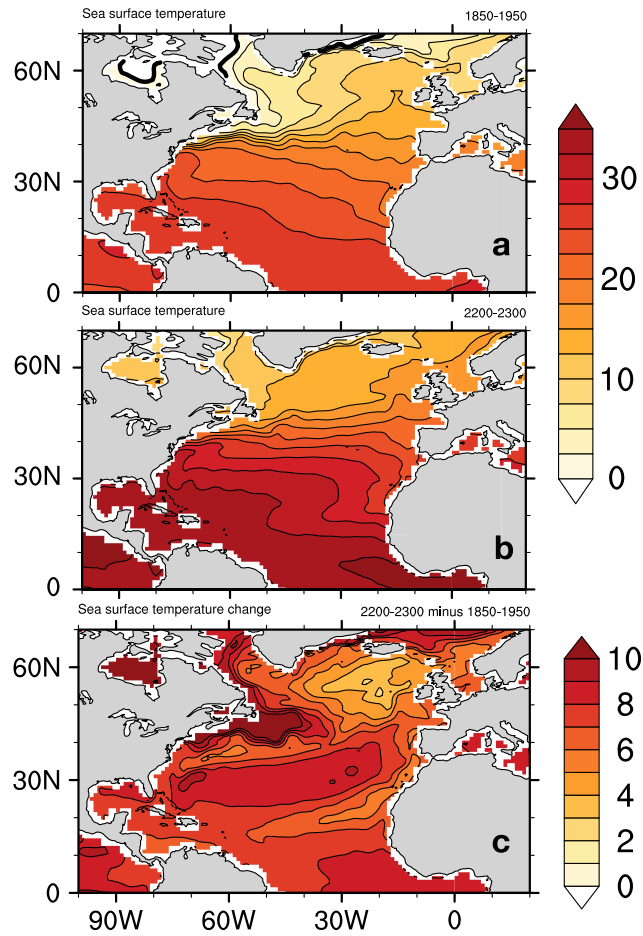 Sea surface temperature 1850-1950
60N
30N
0
a
30
20
10
0
Sea surface temperature 2200-2300
60N
30N
0
b
Sea surface temperature change 2200-2300 minus 1850-1950
60N
30N
0
c
90W 60W 30W 0
10
8
6
4
2
0